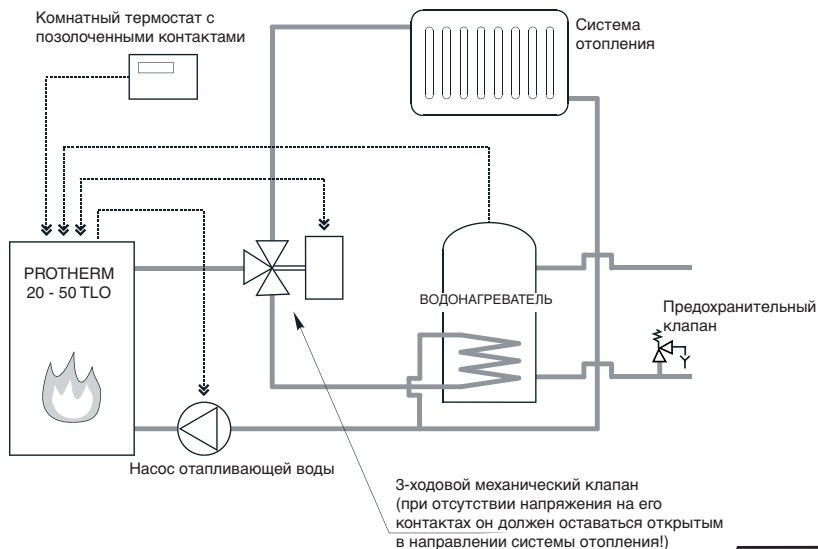 Комнатный термостат с
позолоченными контактами
Система
отопления
PROTHERM
20 - 50 TLO
ВОДОНАГРЕВАТЕЛЬ
Предохранительный
клапан
Насос отапливающей воды
3-ходовой механический клапан
(при отсутствии напряжения на его
контактах он должен оставаться открытым
в направлении системы отопления!)